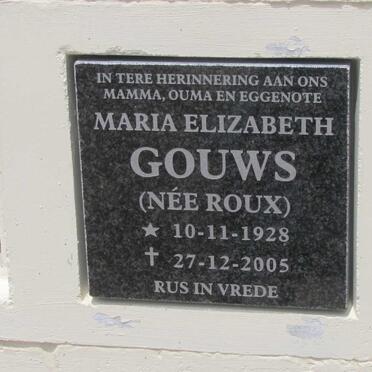 IN TERE HERINNERING AAN ONS
MAMMA, OUMA EN EGGENOTE
MARIA ELIZABETH
GOUWS
(NÉE ROUX)
★ 10-11-1928
✝ 27-12-2005
RUS IN VREDE